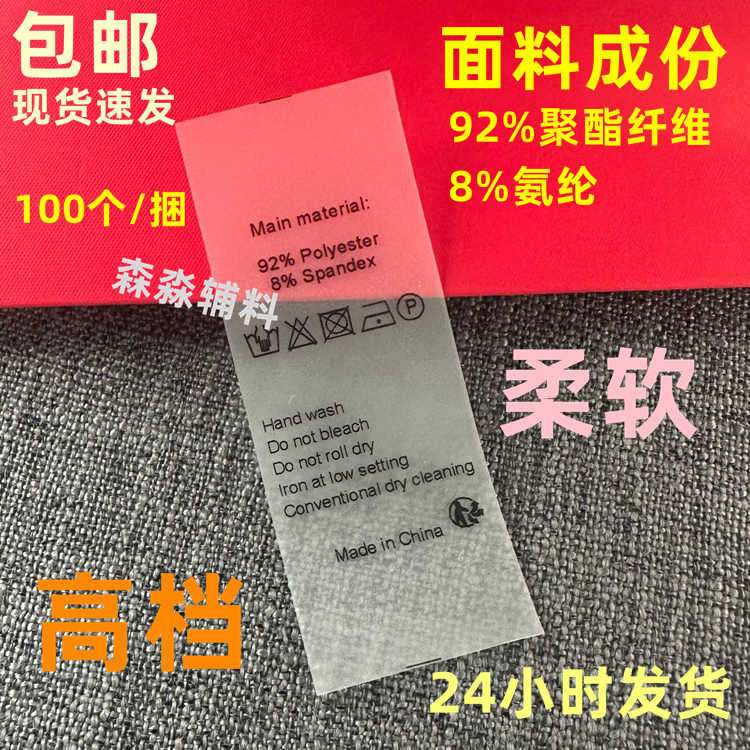 包邮
现货速发
100个/捆
面料成份
92%聚酯纤维
8%氨纶
森淼辅料
Main material:
92% Polyester
8% Spandex
P
柔软
Hand wash
Do not bleach
Do not roll dry
Iron at low setting
Conventional dry cleaning
Made in China
高档
24小时发货